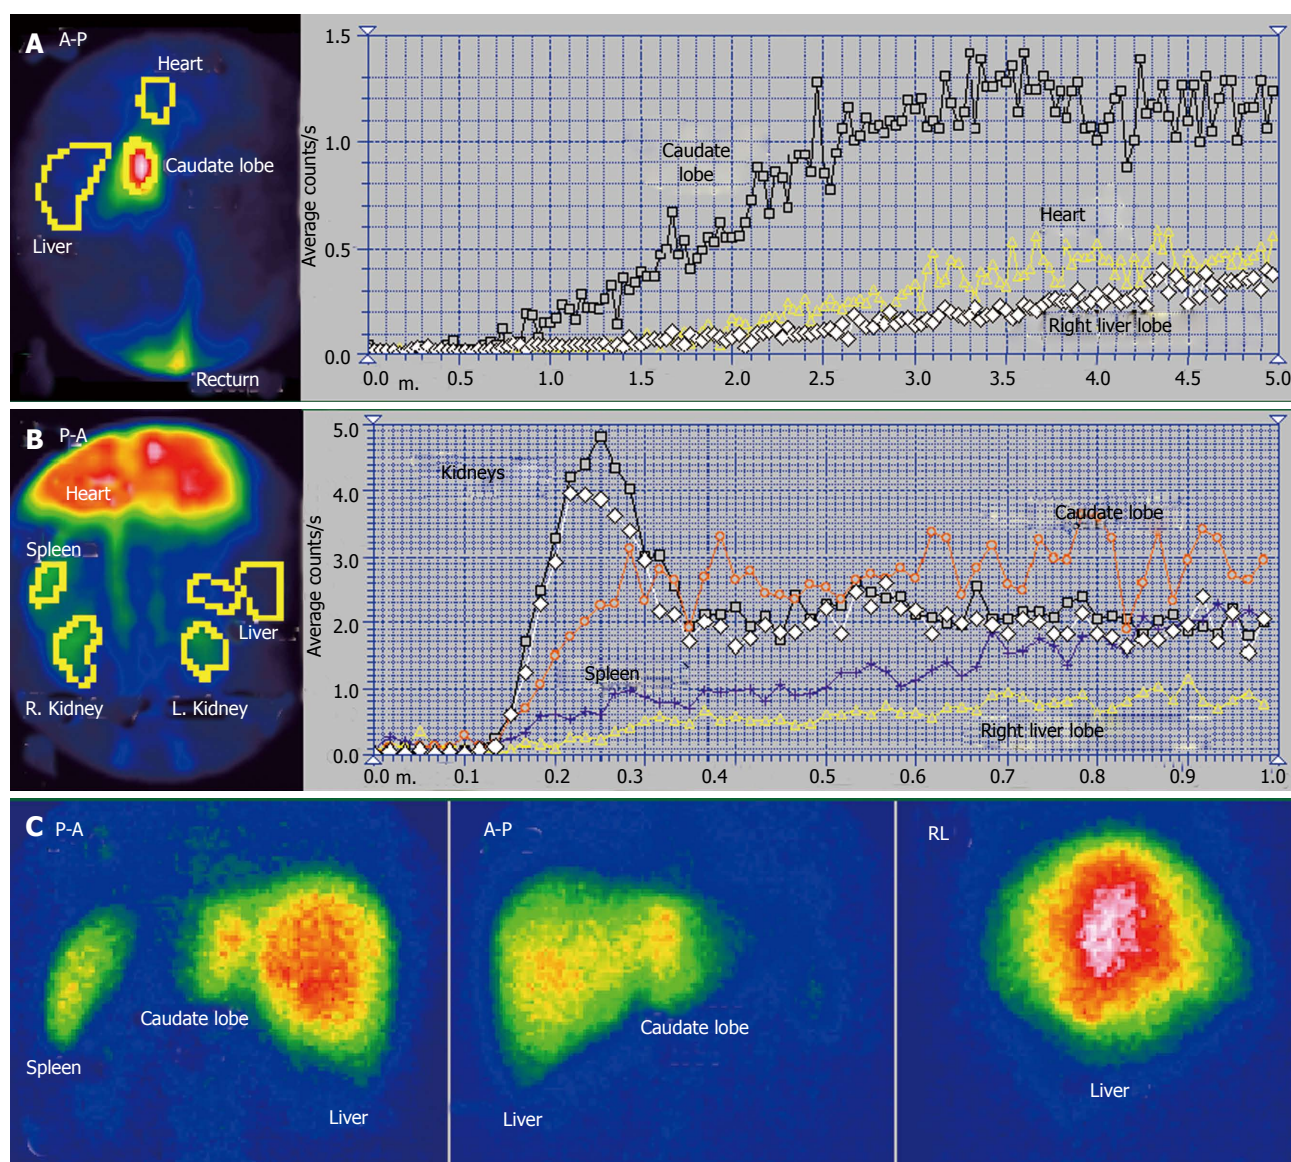 A A-P
Heart
Caudate lobe
Liver
Recturn
Average counts/s
1.5
1.0
0.5
0.0
Caudate
lobe
Heart
Right liver lobe
0.0 m. 0.5 1.0 1.5 2.0 2.5 3.0 3.5 4.0 4.5 5.0
B P-A
Heart
Spleen
Liver
R. Kidney L. Kidney
Average counts/s
5.0
4.0
3.0
2.0
1.0
0.0
Kidneys
Caudate lobe
Spleen
Right liver lobe
0.0 m. 0.1 0.2 0.3 0.4 0.5 0.6 0.7 0.8 0.9 1.0
C P-A
Caudate lobe
Spleen
Liver
A-P
Caudate lobe
Liver
RL
Liver